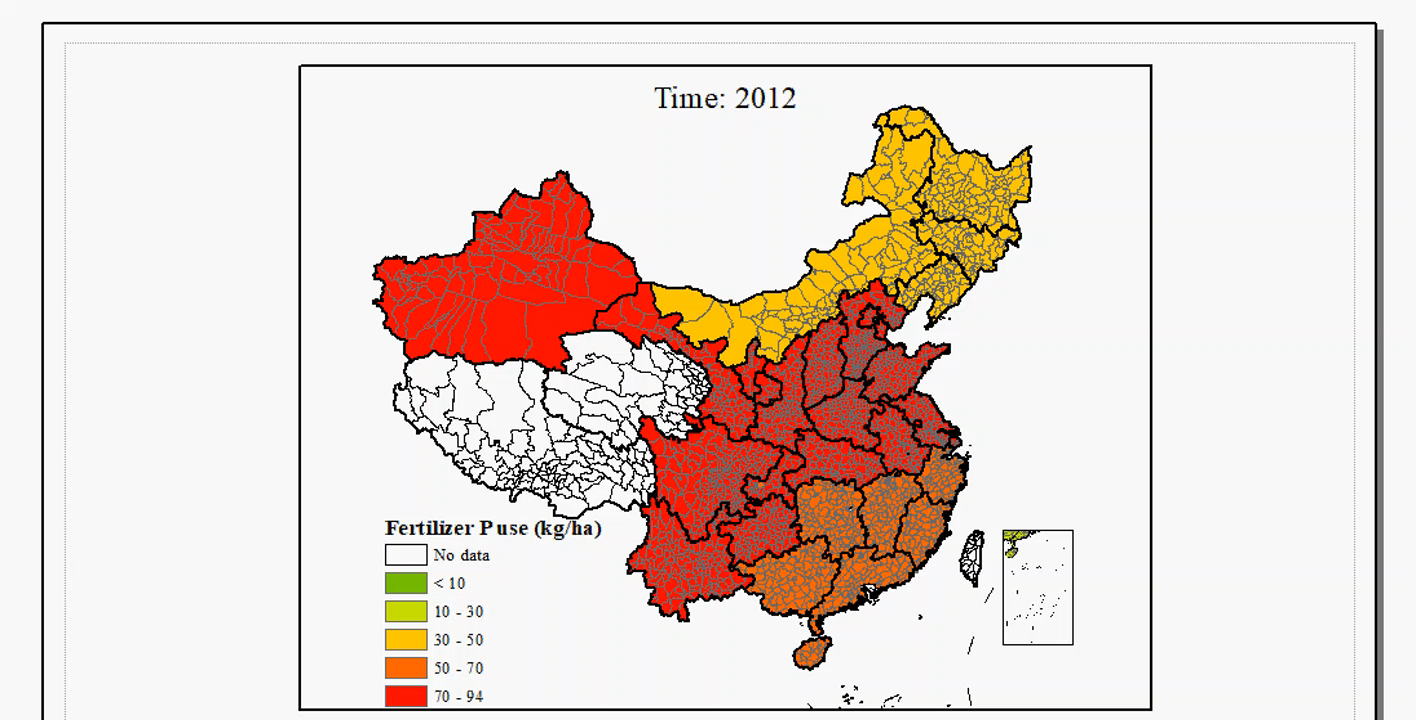 Time: 2012
Fertilizer P use (kg/ha)
No data
< 10
10 - 30
30 - 50
50 - 70
70 - 94